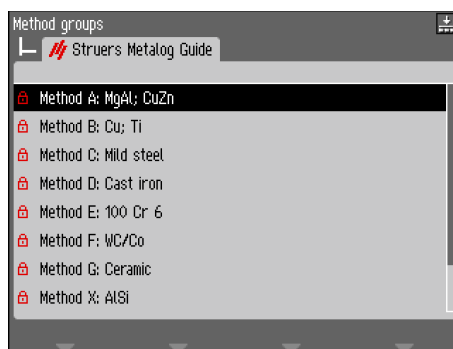 Method groups
Struers Metalog Guide
Method A: MgAl; CuZn
Method B: Cu; Ti
Method C: Mild steel
Method D: Cast iron
Method E: 100 Cr 6
Method F: WC/Co
Method G: Ceramic
Method X: AlSi